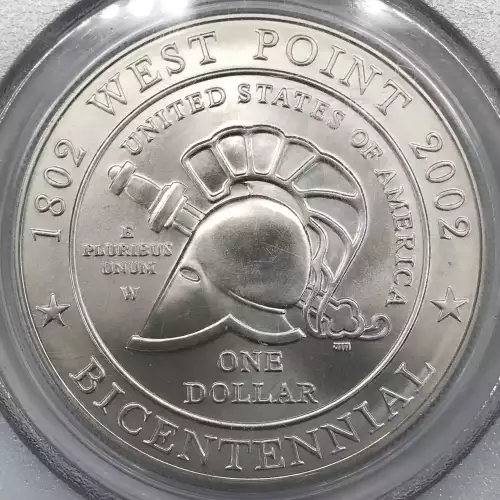 1802 WEST POINT 2002
BICENTENNIAL
UNITED STATES OF AMERICA
E
PLURIBUS
UNUM
W
ONE
DOLLAR